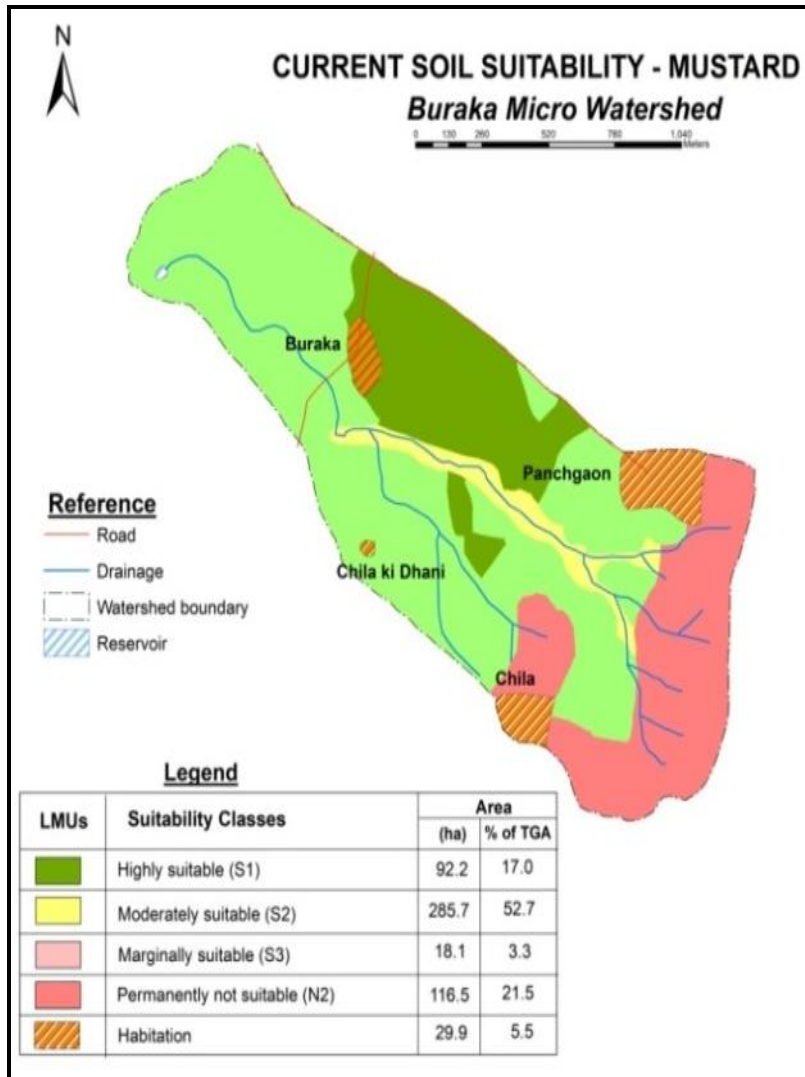 N
CURRENT SOIL SUITABILITY - MUSTARD
Buraka Micro Watershed
0 130 260 520 780 1,040
Meters
Buraka
Panchgaon
Chila ki Dhani
Chila
Reference
Road
Drainage
Watershed boundary
Reservoir
Legend
LMUs Suitability Classes Area
(ha) % of TGA
Highly suitable (S1) 92.2 17.0
Moderately suitable (S2) 285.7 52.7
Marginally suitable (S3) 18.1 3.3
Permanently not suitable (N2) 116.5 21.5
Habitation 29.9 5.5